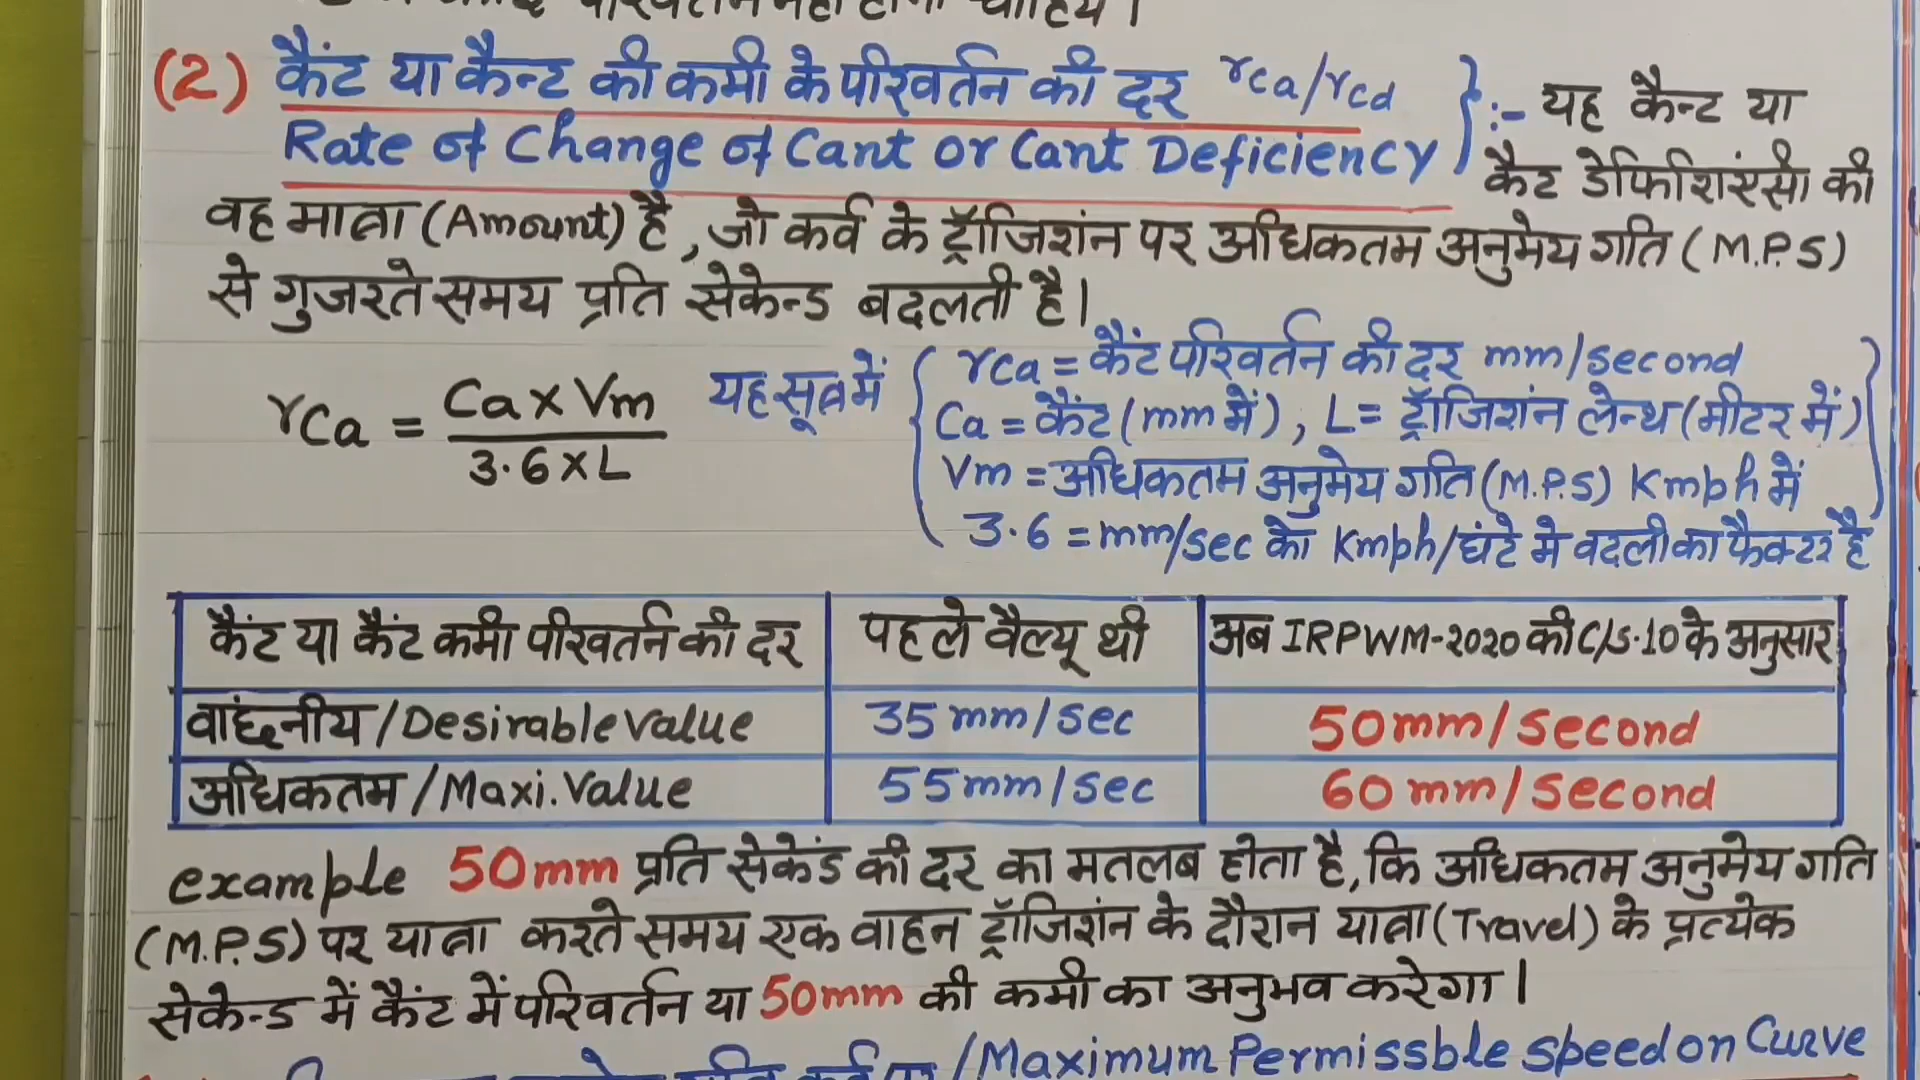 परिवर्तन नहीं होना चाहिये।
(2) कैंट या कैन्ट की कमी के परिवर्तन की दर rca/rcd
Rate of Change of Cant or Cant Deficiency } :- यह कैन्ट या
कैंट डेफिशिएंसी की
वह मात्रा (Amount) है, जो कर्व के ट्रॉंजिशंन पर अधिकतम अनुमेय गति (M.P.S)
से गुजरते समय प्रति सेकेन्ड बदलती है।
rca = Ca x Vm / 3.6 x L यह सूत्र में
rca = कैंट परिवर्तन की दर mm/second
Ca = कैंट (mm में), L = ट्रॉंजिशंन लेन्थ (मीटर में)
Vm = अधिकतम अनुमेय गति (M.P.S) Kmph में
3.6 = mm/sec को Kmph/घंटे मे बदली का फैक्टर है
कैंट या कैंट कमी परिवर्तन की दर | पहले वैल्यू थी | अब IRPWM-2020 की C/S.10 के अनुसार
वांछनीय/Desirable Value | 35 mm/sec | 50mm/second
अधिकतम/Maxi. Value | 55 mm/sec | 60 mm/second
example 50mm प्रति सेकेंड की दर का मतलब होता है, कि अधिकतम अनुमेय गति
(M.P.S) पर यात्रा करते समय एक वाहन ट्रॉंजिशंन के दौरान यात्रा (Travel) के प्रत्येक
सेकेन्ड में कैंट में परिवर्तन या 50mm की कमी का अनुभव करेगा।
/Maximum Permissble speed on Curve